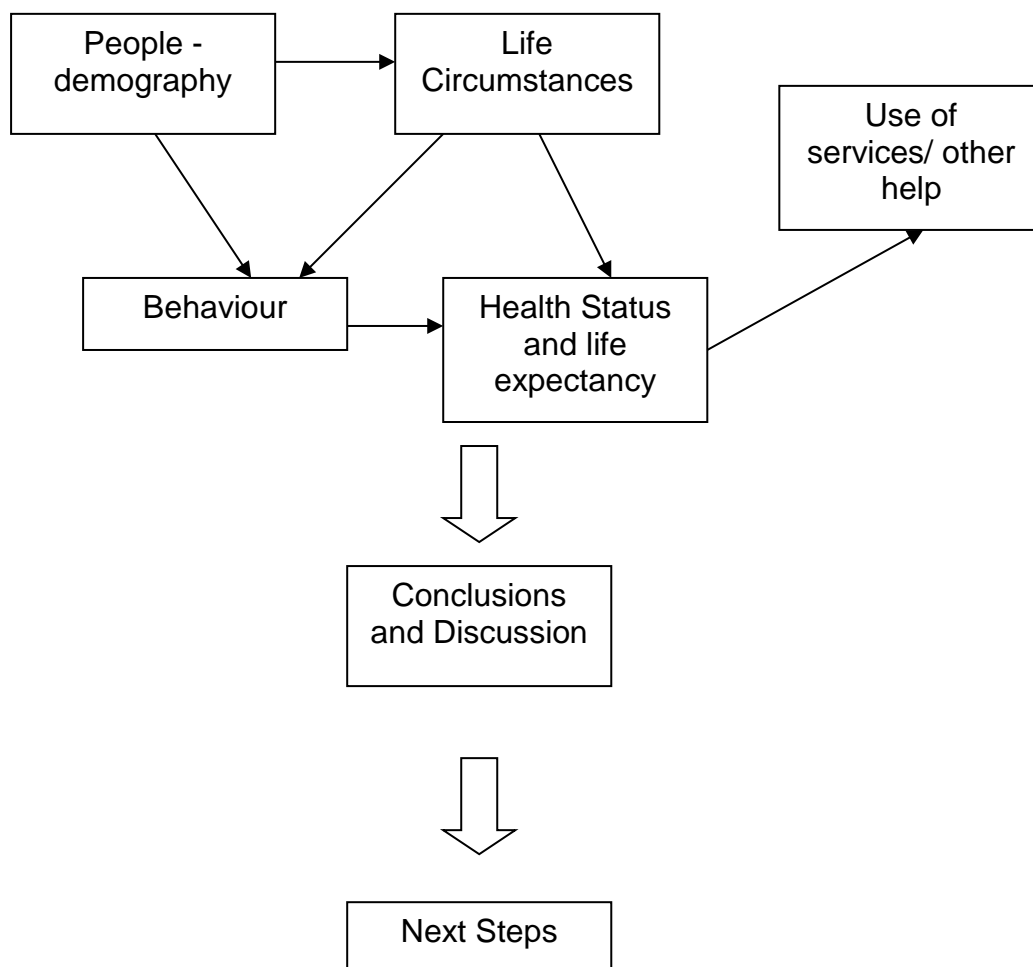 People -
demography
Life
Circumstances
Use of
services/ other
help
Behaviour
Health Status
and life
expectancy
Conclusions
and Discussion
Next Steps